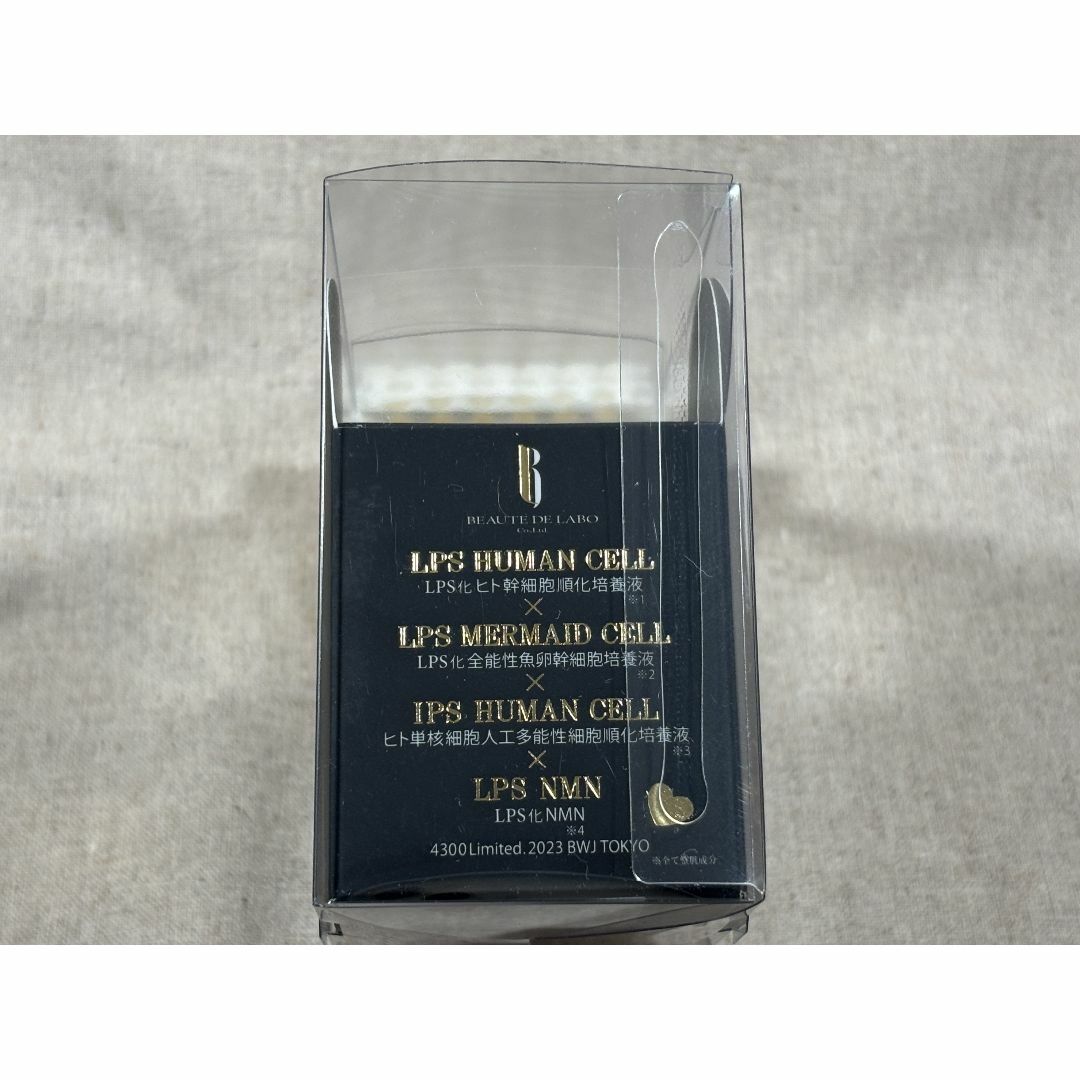 BEAUTE DE LABO
Co.,Ltd
LPS HUMAN CELL
LPS化ヒト幹細胞順化培養液
※1
×
LPS MERMAID CELL
LPS化全能性魚卵幹細胞培養液
※2
×
IPS HUMAN CELL
ヒト単核細胞人工多能性細胞順化培養液
※3
×
LPS NMN
LPS化NMN
※4
4300Limited.2023 BWJ TOKYO
※全て整肌成分